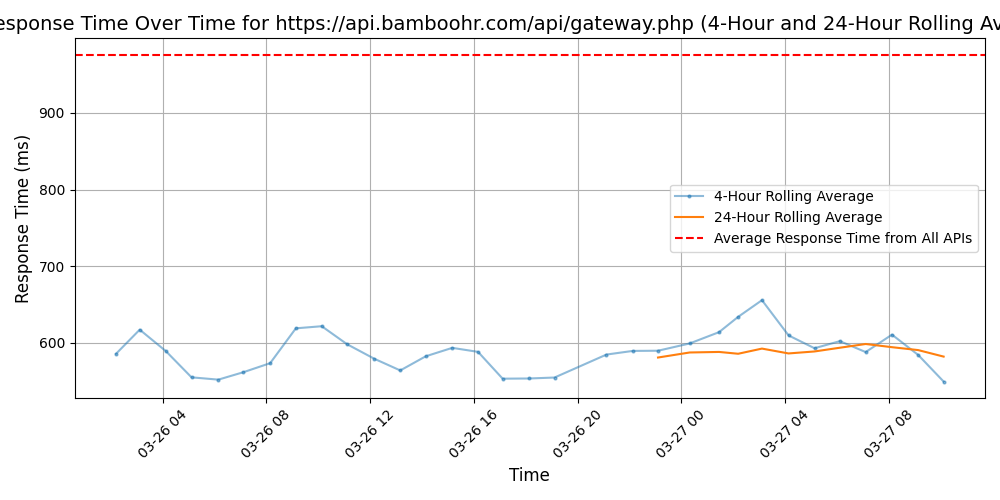 esponse Time Over Time for https://api.bamboohr.com/api/gateway.php (4-Hour and 24-Hour Rolling Av
Response Time (ms)
900
800
700
600
4-Hour Rolling Average
24-Hour Rolling Average
Average Response Time from All APIs
03-26 04
03-26 08
03-26 12
03-26 16
03-26 20
03-27 00
03-27 04
03-27 08
Time